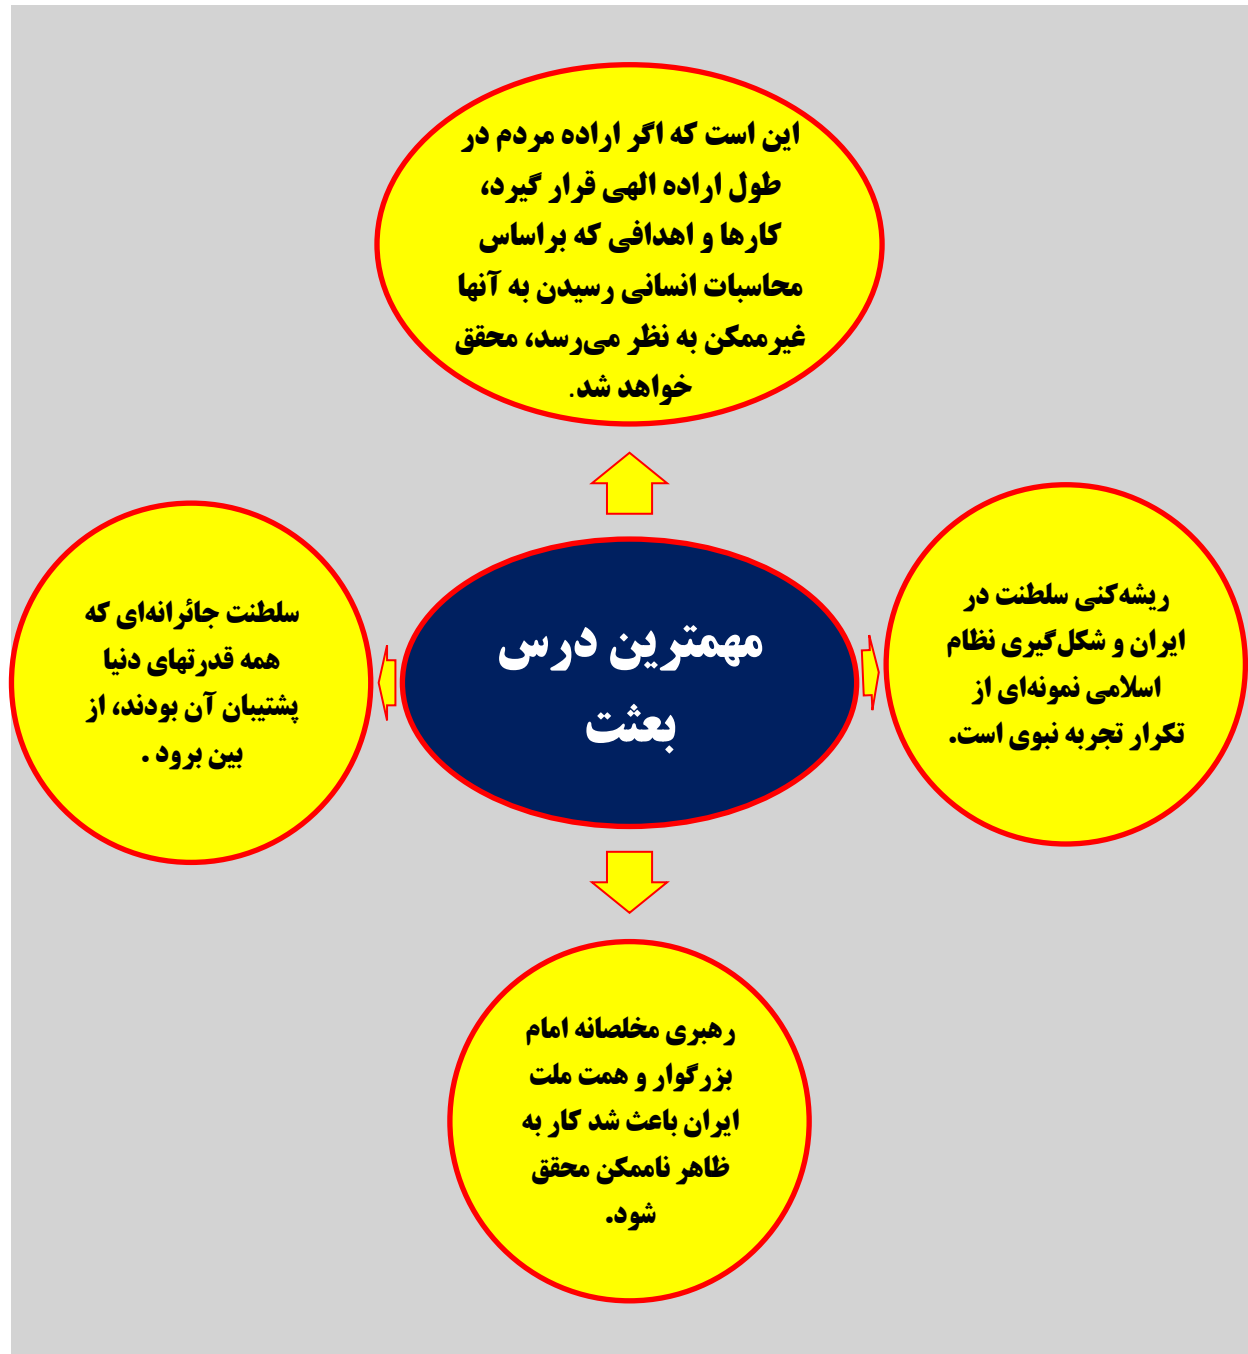 این است که اگر اراده مردم در
طول اراده الهی قرار گیرد،
کارها و اهدافی که براساس
محاسبات انسانی رسیدن به آنها
غیرممکن به نظر می‌رسد، محقق
خواهد شد.
مهمترین درس
بعثت
ریشه‌کنی سلطنت در
ایران و شکل‌گیری نظام
اسلامی نمونه‌ای از
تکرار تجربه نبوی است.
رهبری مخلصانه امام
بزرگوار و همت ملت
ایران باعث شد کار به
ظاهر ناممکن محقق
شود.
سلطنت جائرانه‌ای که
همه قدرتهای دنیا
پشتیبان آن بودند، از
بین برود .